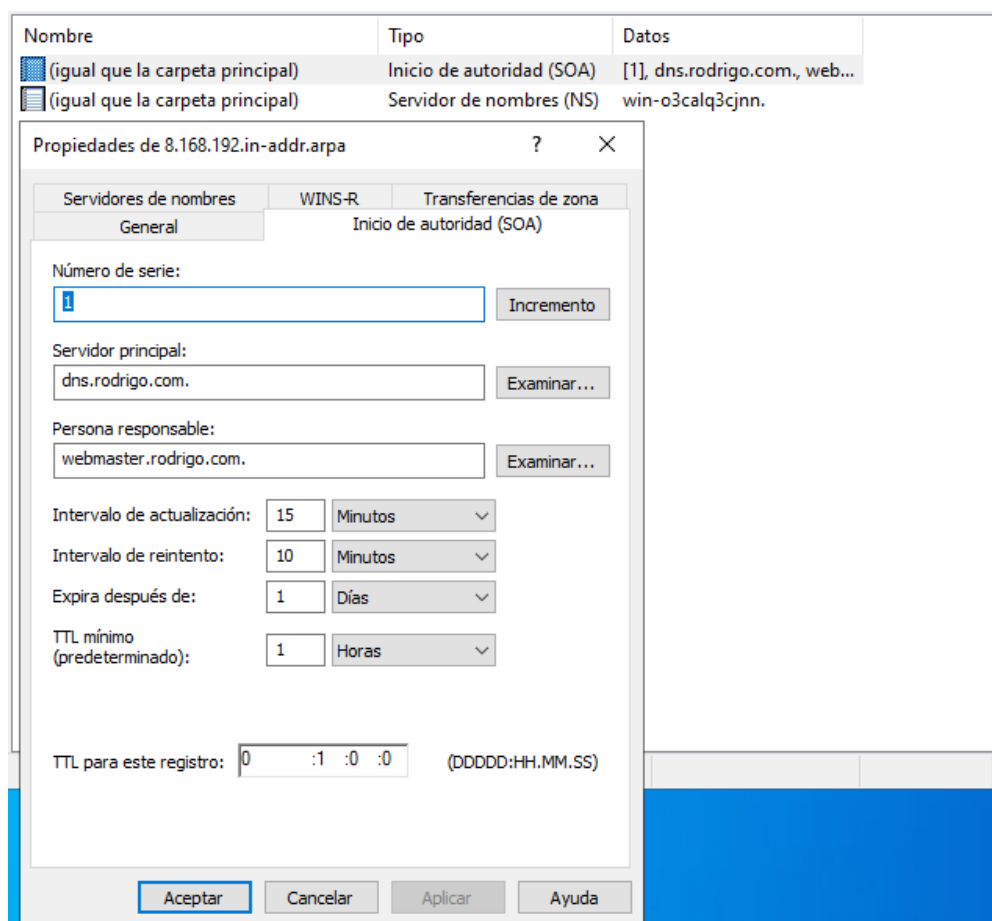 Nombre Tipo Datos
(igual que la carpeta principal) Inicio de autoridad (SOA) [1], dns.rodrigo.com., web...
(igual que la carpeta principal) Servidor de nombres (NS) win-o3calq3cjnn.
Propiedades de 8.168.192.in-addr.arpa ?
Servidores de nombres WINS-R Transferencias de zona
General Inicio de autoridad (SOA)
Número de serie:
1 Incremento
Servidor principal:
dns.rodrigo.com. Examinar...
Persona responsable:
webmaster.rodrigo.com. Examinar...
Intervalo de actualización: 15 Minutos
Intervalo de reintento: 10 Minutos
Expira después de: 1 Días
TTL mínimo
(predeterminado): 1 Horas
TTL para este registro: 0 :1 :0 :0 (DDDDD:HH.MM.SS)
Aceptar Cancelar Aplicar Ayuda